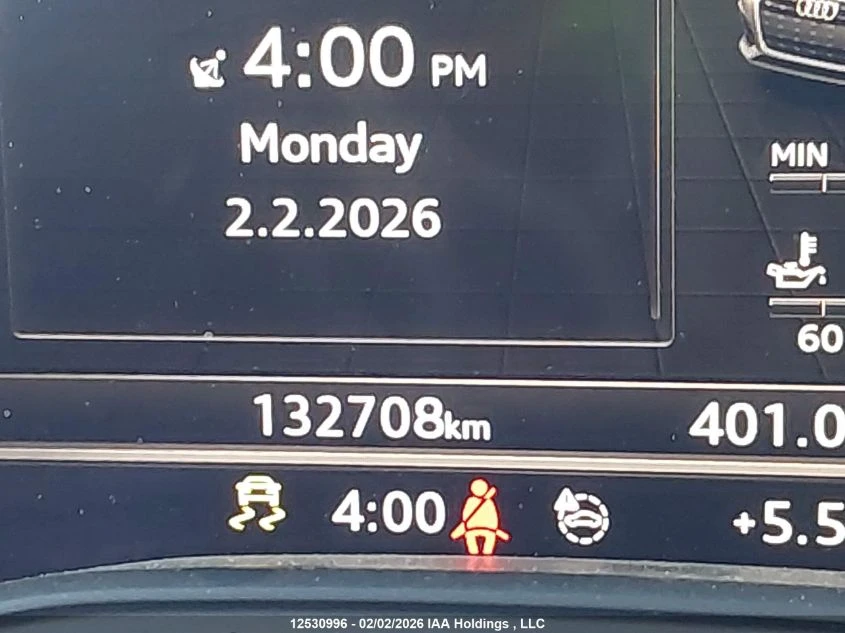 4:00 PM
Monday
2.2.2026
MIN
60
132708km
401.0
4:00
+5.5
12530996 - 02/02/2026 IAA Holdings , LLC